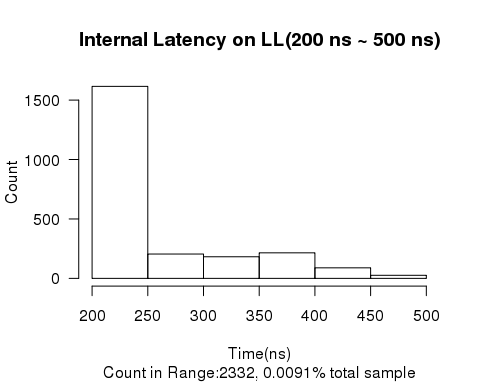 Internal Latency on LL(200 ns ~ 500 ns)
1500
1000
500
0
Count
200 250 300 350 400 450 500
Time(ns)
Count in Range:2332, 0.0091% total sample